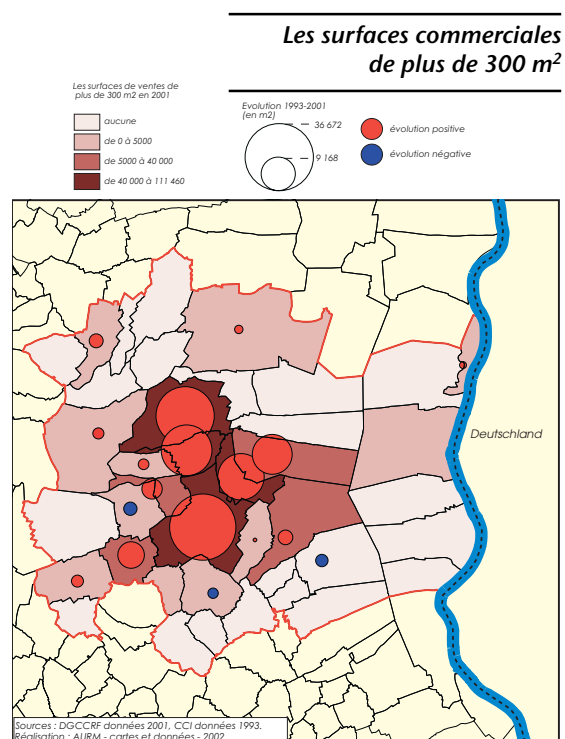 Les surfaces commerciales
de plus de 300 m²
Les surfaces de ventes de
plus de 300 m2 en 2001
aucune
de 0 à 5000
de 5000 à 40 000
de 40 000 à 111 460
Evolution 1993-2001
(en m2)
36 672
9 168
évolution positive
évolution négative
Deutschland
Sources : DGCCRF données 2001, CCI données 1993.
Réalisation : AURM - cartes et données - 2002